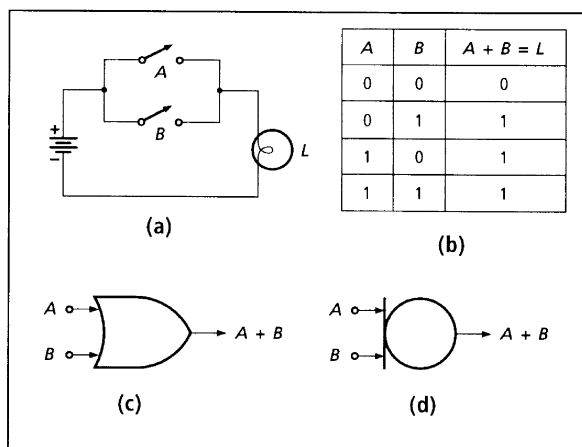 A
B
+
−
L
(a)
A B A + B = L
0 0 0
0 1 1
1 0 1
1 1 1
(b)
A
B
A + B
(c)
A
B
A + B
(d)